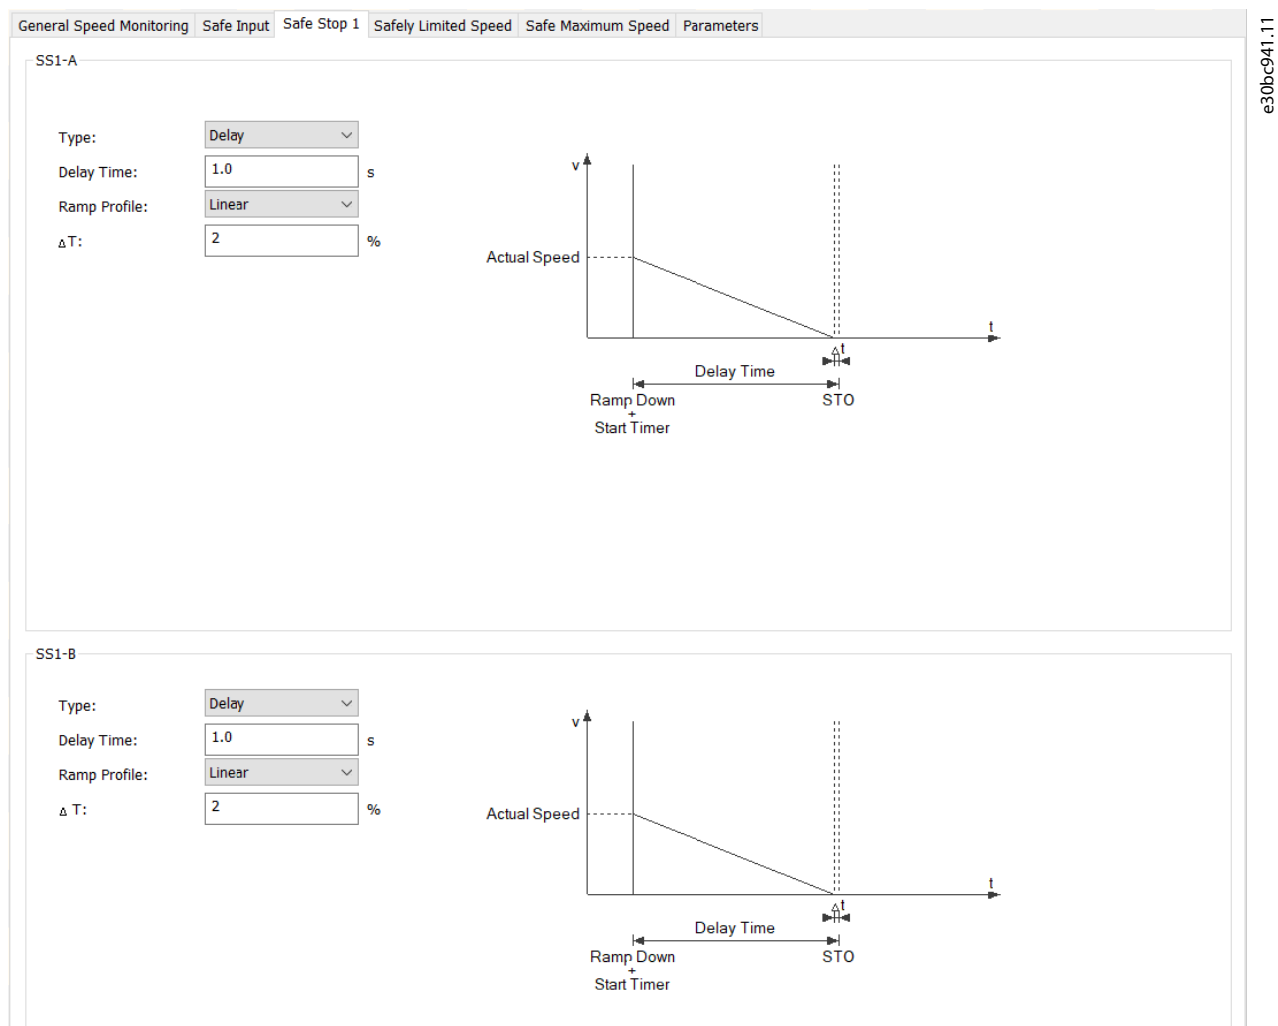 General Speed Monitoring Safe Input Safe Stop 1 Safely Limited Speed Safe Maximum Speed Parameters
e30bc941.11
SS1-A
Type: Delay
Delay Time: 1.0 s
Ramp Profile: Linear
△T: 2 %
v
Actual Speed
t
△t
Delay Time
Ramp Down STO
+
Start Timer
SS1-B
Type: Delay
Delay Time: 1.0 s
Ramp Profile: Linear
△ T: 2 %
v
Actual Speed
t
△t
Delay Time
Ramp Down STO
+
Start Timer